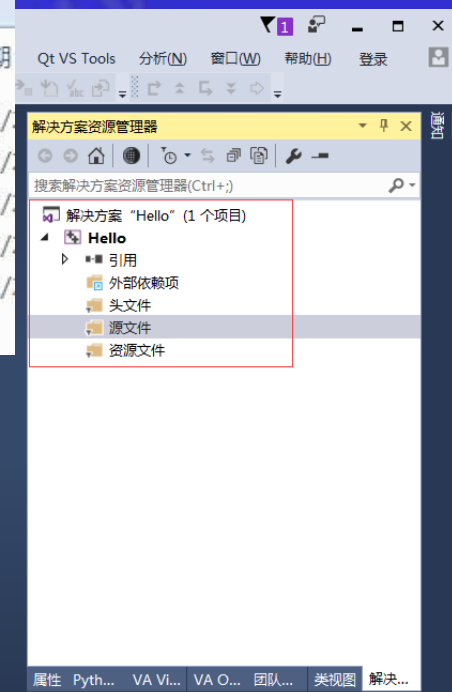 1
期
Qt VS Tools 分析(N) 窗口(W) 帮助(H) 登录
解决方案资源管理器
通知
搜索解决方案资源管理器(Ctrl+;)
解决方案 "Hello" (1 个项目)
Hello
引用
外部依赖项
头文件
源文件
资源文件
属性 Pyth... VA Vi... VA O... 团队... 类视图 解决...